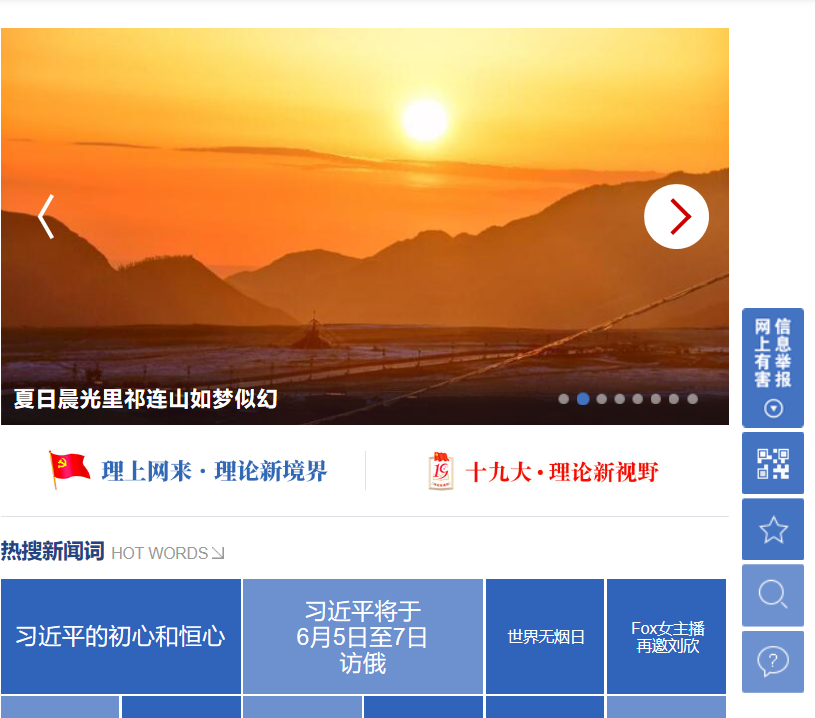 夏日晨光里祁连山如梦似幻
理上网来·理论新境界
19
十九大·理论新视野
热搜新闻词 HOT WORDS
习近平的初心和恒心
习近平将于
6月5日至7日
访俄
世界无烟日
Fox女主播
再邀刘欣
网上有害
信息举报
?